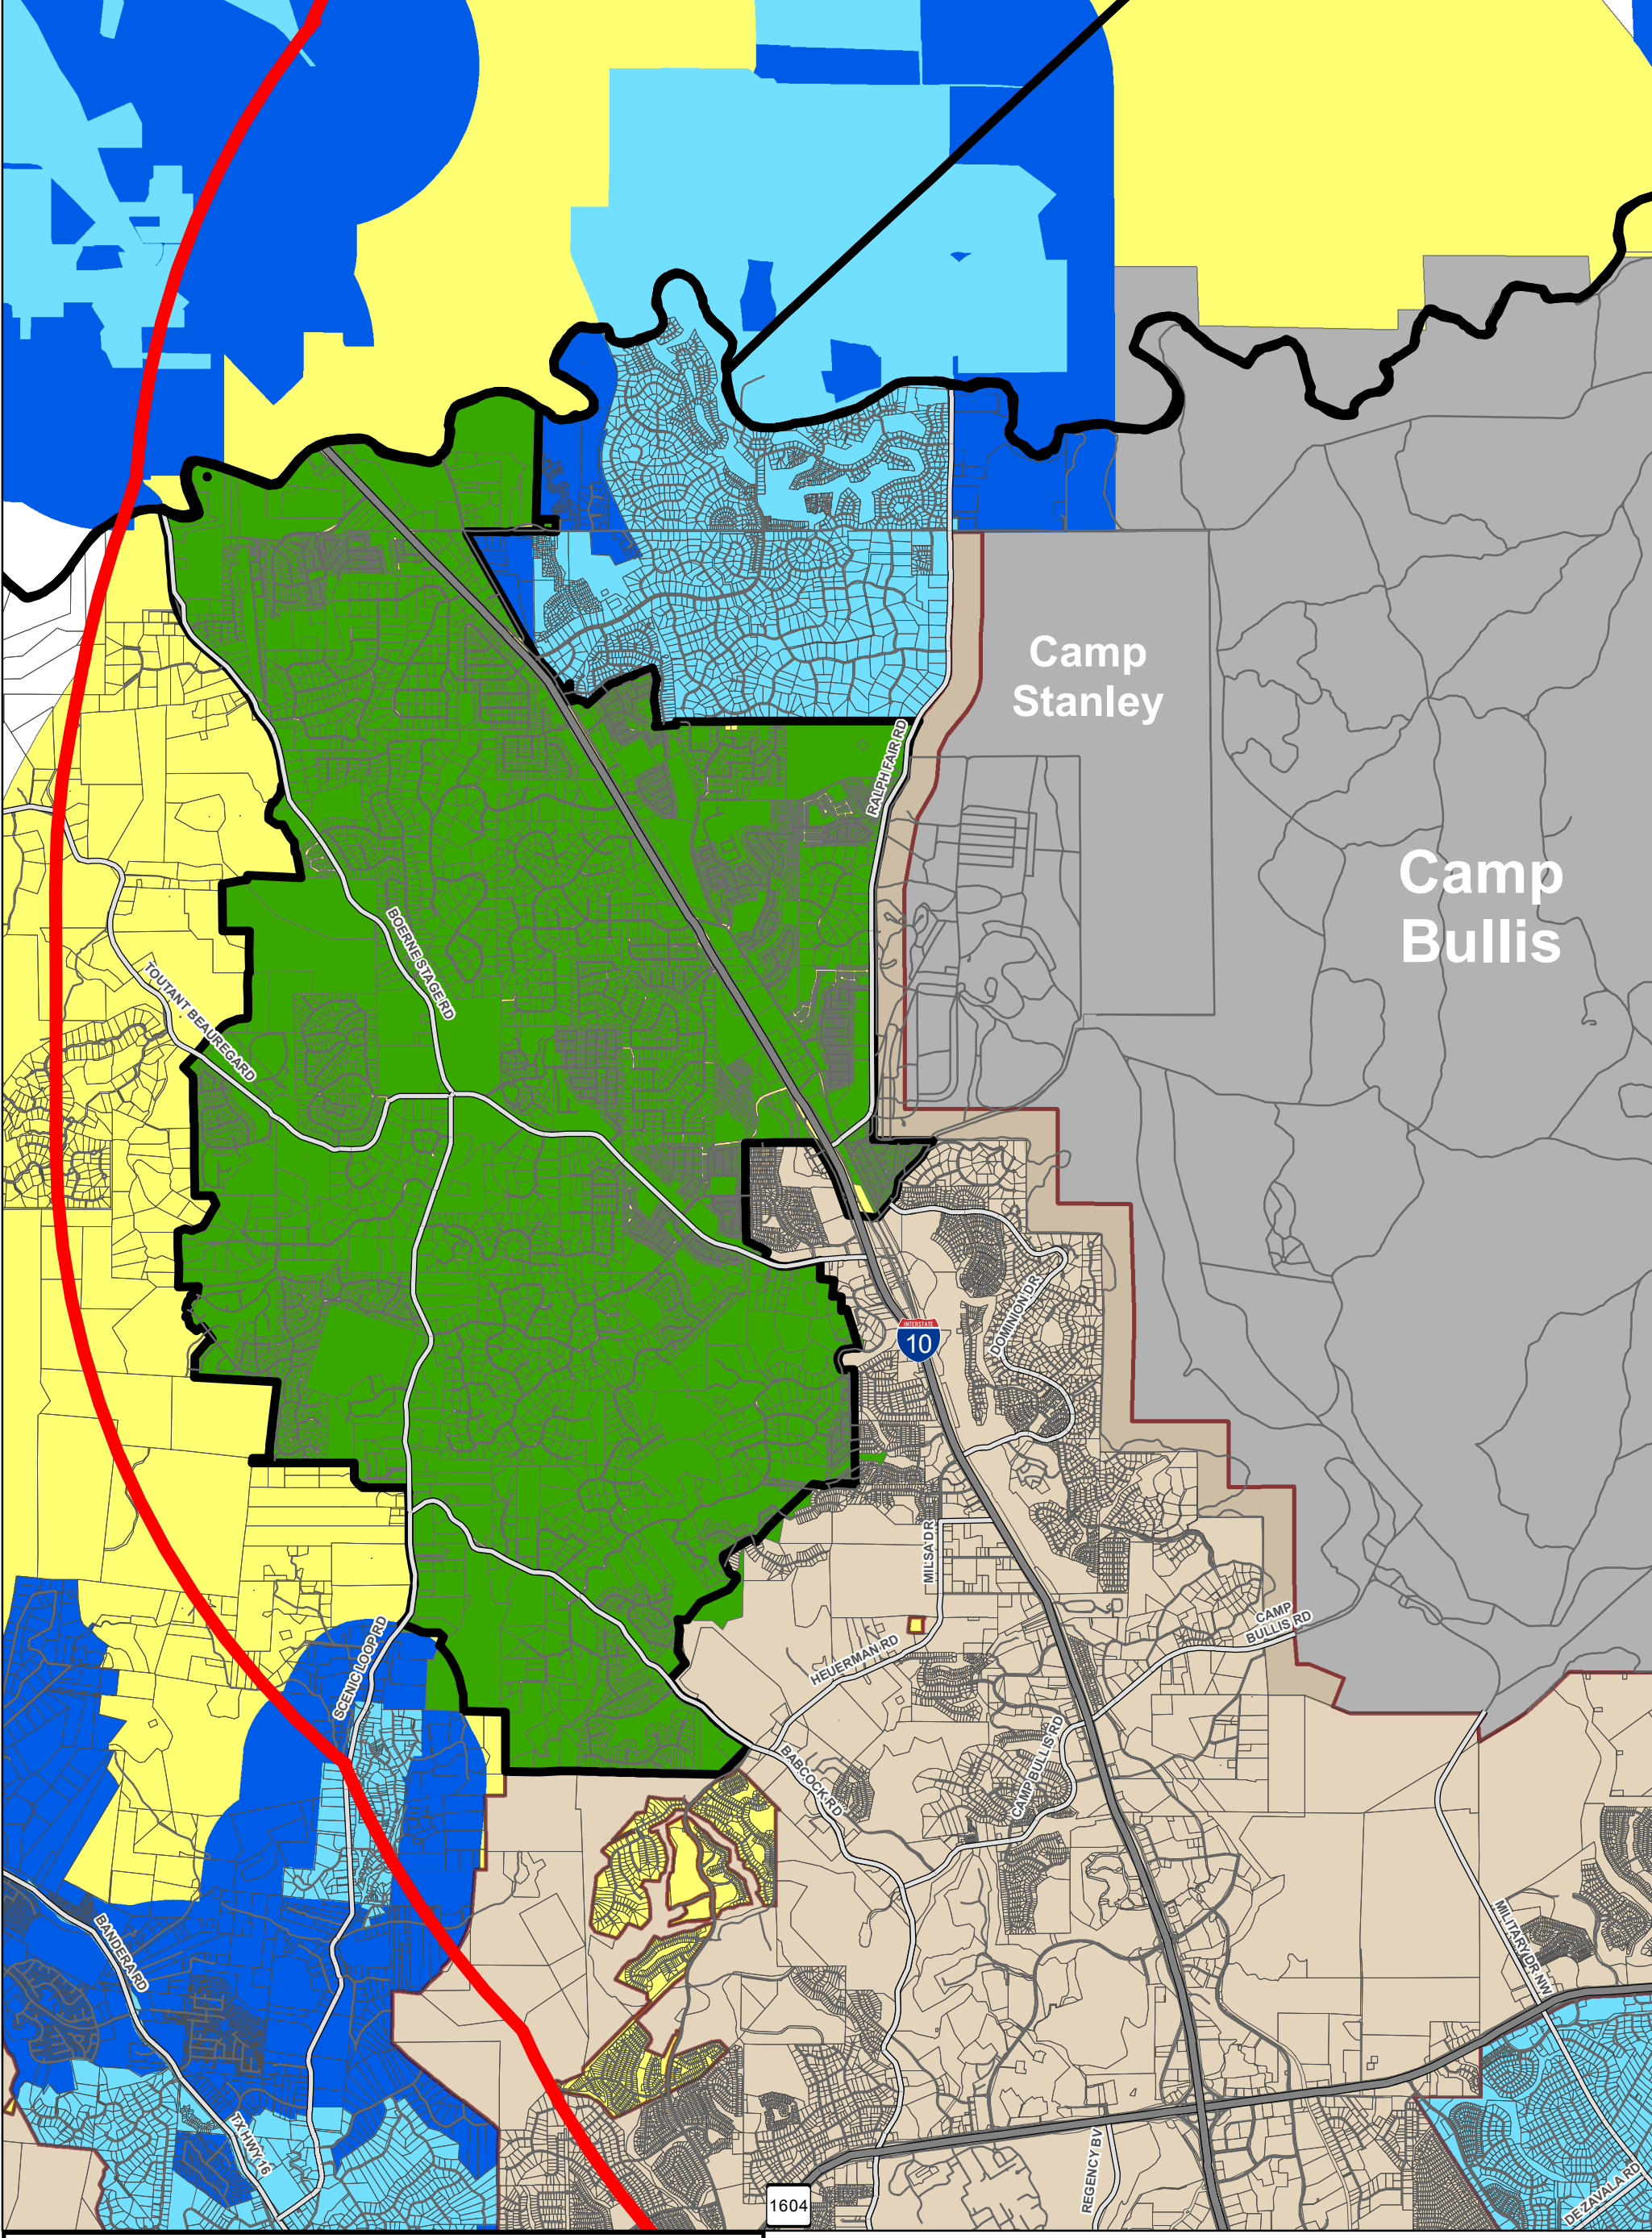 Camp
Stanley
RALPH FAIR RD
Camp
Bullis
BOERNE STAGE RD
TOUTANT BEAUREGARD
INTERSTATE
10
DOMINION DR
MILSA DR
CAMP
BULLIS RD
SCENIC LOOP RD
HEUERMAN RD
CAMP BULLIS RD
BABCOCK RD
BANDERA RD
MILITARY DR NW
TX HWY 16
REGENCY BV
1604
DE ZAVALA RD